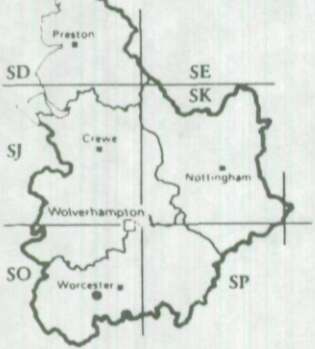 Preston
SD
SE
SK
SJ
Crewe
Nottingham
Wolverhampton
SO
Worcester
SP